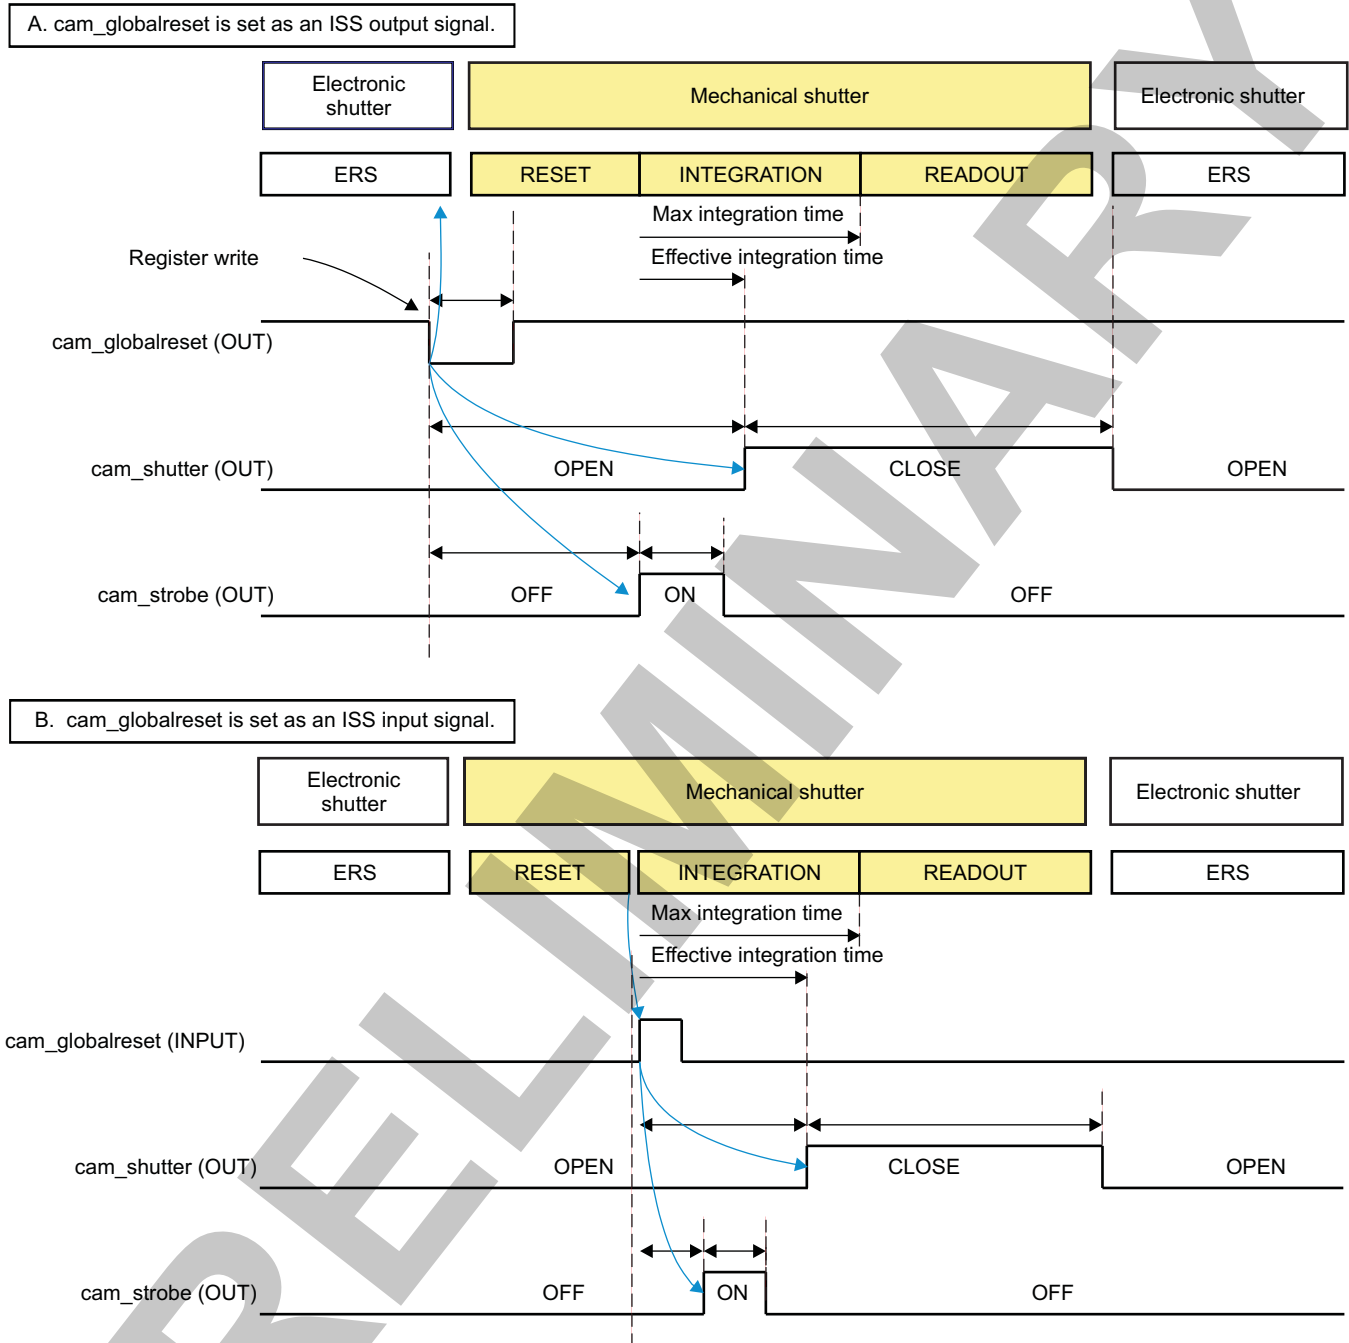 A. cam_globalreset is set as an ISS output signal.
Electronic
shutter
Mechanical shutter
Electronic shutter
ERS
RESET
INTEGRATION
READOUT
ERS
Max integration time
Effective integration time
Register write
cam_globalreset (OUT)
cam_shutter (OUT)
OPEN
CLOSE
OPEN
cam_strobe (OUT)
OFF
ON
OFF
B. cam_globalreset is set as an ISS input signal.
Electronic
shutter
Mechanical shutter
Electronic shutter
ERS
RESET
INTEGRATION
READOUT
ERS
Max integration time
Effective integration time
cam_globalreset (INPUT)
cam_shutter (OUT)
OPEN
CLOSE
OPEN
cam_strobe (OUT)
OFF
ON
OFF
PRELIMINARY